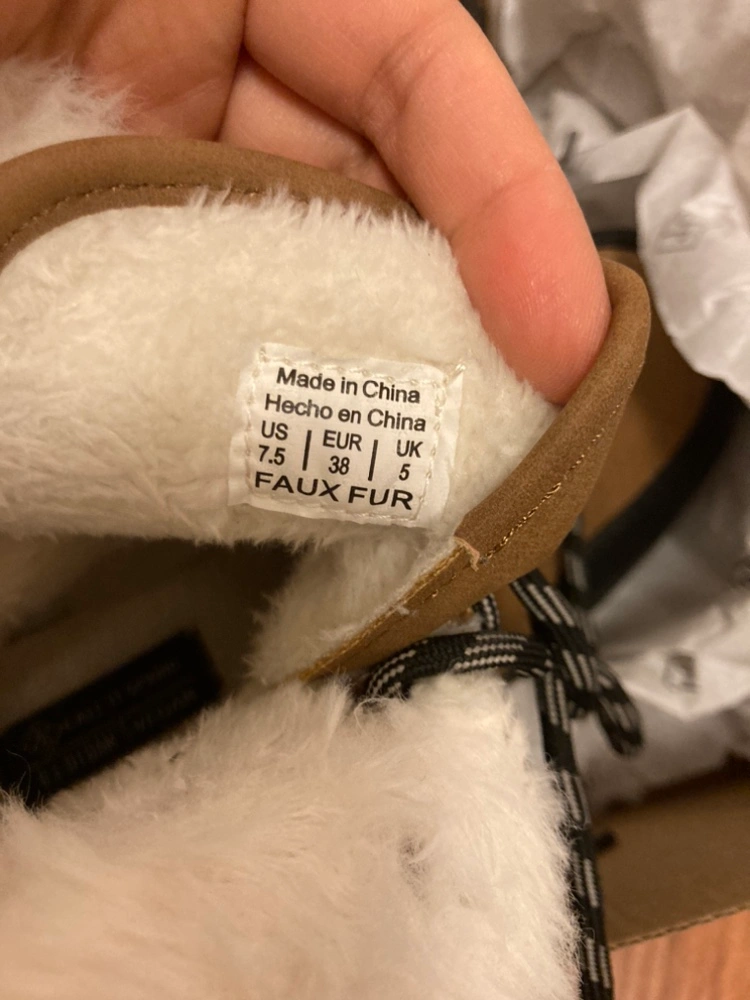 Made in China
Hecho en China
US | EUR | UK
7.5 | 38 | 5
FAUX FUR